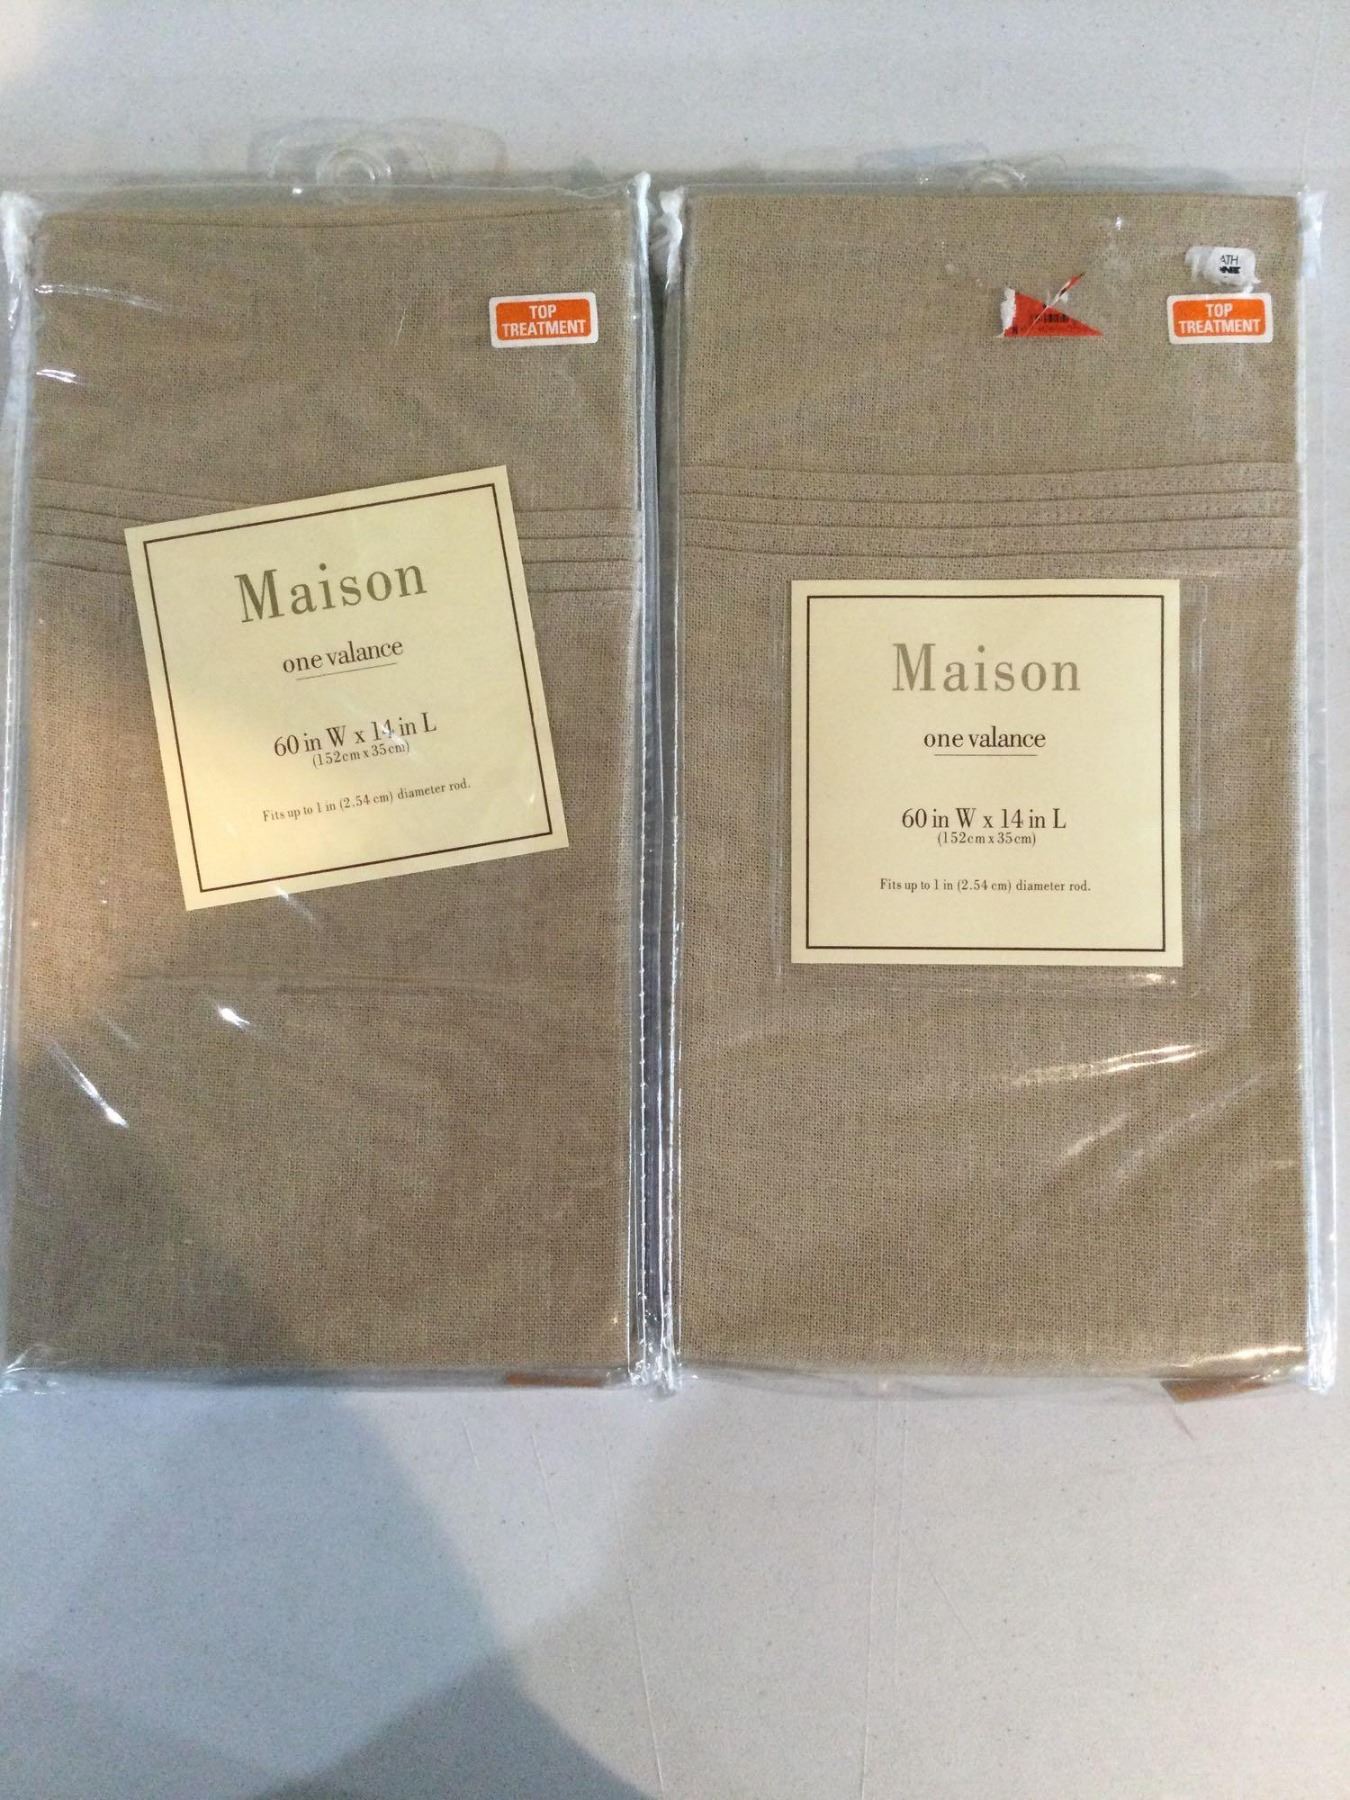 TOP
TREATMENT
Maison
one valance
60 in W x 14 in L
(152cm x 35cm)
Fits up to 1 in (2.54 cm) diameter rod.
ATH
TOP
TREATMENT
Maison
one valance
60 in W x 14 in L
(152cm x 35cm)
Fits up to 1 in (2.54 cm) diameter rod.